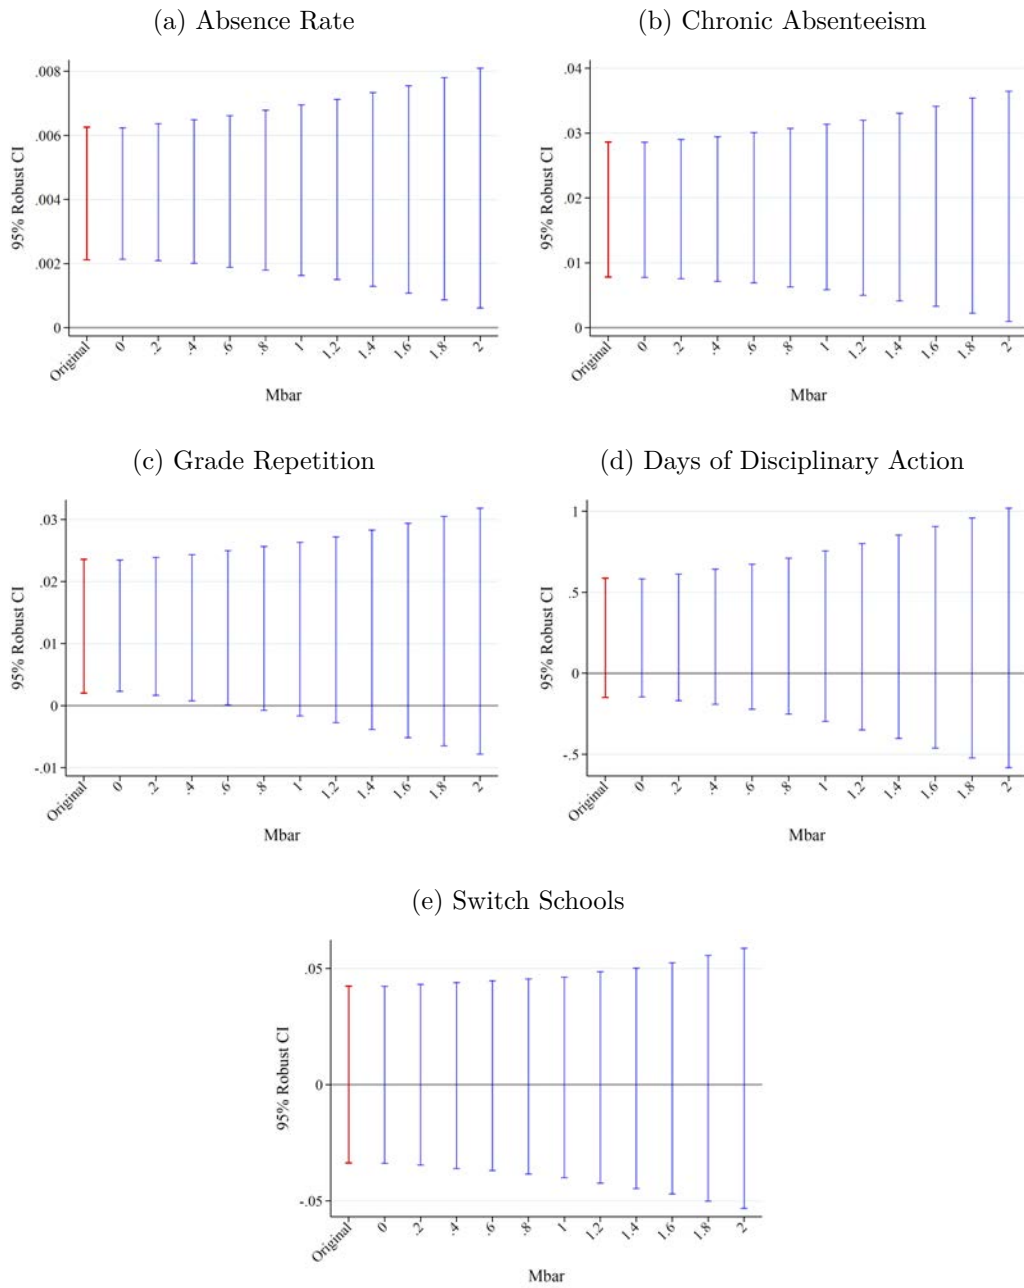 (a) Absence Rate
(b) Chronic Absenteeism
.008
.006
.004
.002
0
95% Robust CI
Original 0 .2 .4 .6 .8 1 1.2 1.4 1.6 1.8 2
Mbar
.04
.03
.02
.01
0
95% Robust CI
Original 0 .2 .4 .6 .8 1 1.2 1.4 1.6 1.8 2
Mbar
(c) Grade Repetition
(d) Days of Disciplinary Action
.03
.02
.01
0
-.01
95% Robust CI
Original 0 .2 .4 .6 .8 1 1.2 1.4 1.6 1.8 2
Mbar
1
.5
0
-.5
95% Robust CI
Original 0 .2 .4 .6 .8 1 1.2 1.4 1.6 1.8 2
Mbar
(e) Switch Schools
.05
0
-.05
95% Robust CI
Original 0 .2 .4 .6 .8 1 1.2 1.4 1.6 1.8 2
Mbar